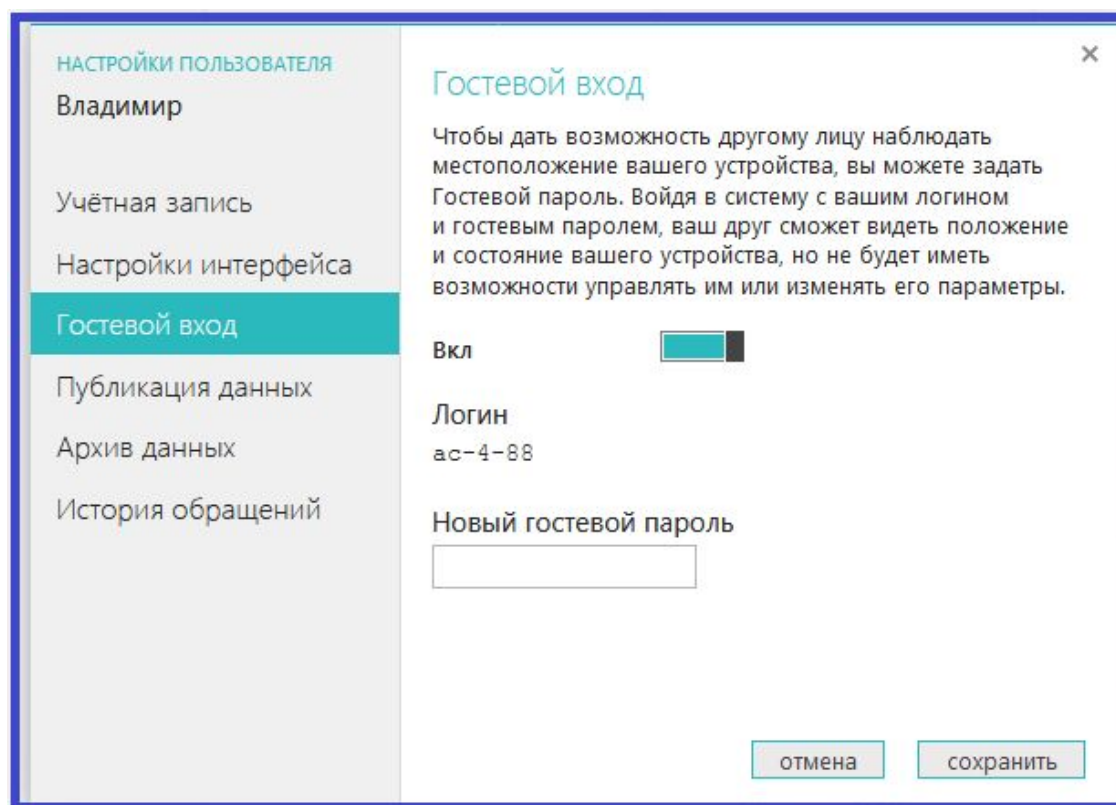 НАСТРОЙКИ ПОЛЬЗОВАТЕЛЯ
Владимир
Учётная запись
Настройки интерфейса
Гостевой вход
Публикация данных
Архив данных
История обращений
×
Гостевой вход
Чтобы дать возможность другому лицу наблюдать
местоположение вашего устройства, вы можете задать
Гостевой пароль. Войдя в систему с вашим логином
и гостевым паролем, ваш друг сможет видеть положение
и состояние вашего устройства, но не будет иметь
возможности управлять им или изменять его параметры.
Вкл
Логин
ac-4-88
Новый гостевой пароль
отмена
сохранить